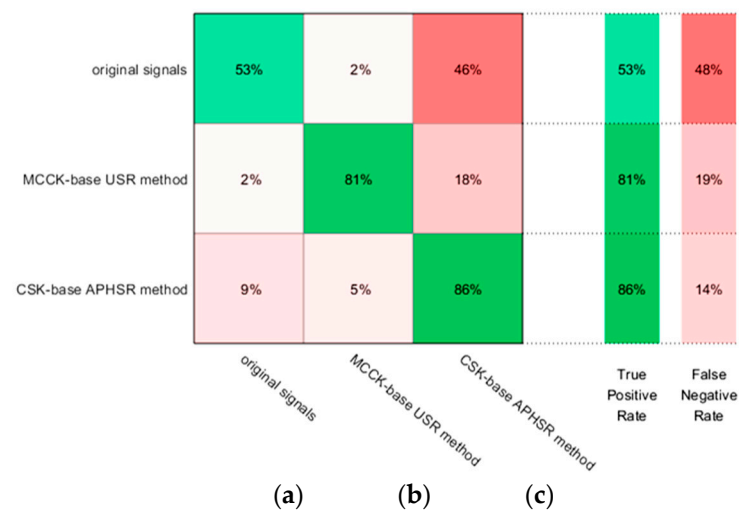 original signals 53% 2% 46% 53% 48%
MCCK-base USR method 2% 81% 18% 81% 19%
CSK-base APHSR method 9% 5% 86% 86% 14%
original signals
MCCK-base USR method
CSK-base APHSR method
True
Positive
Rate
False
Negative
Rate
(a) (b) (c)